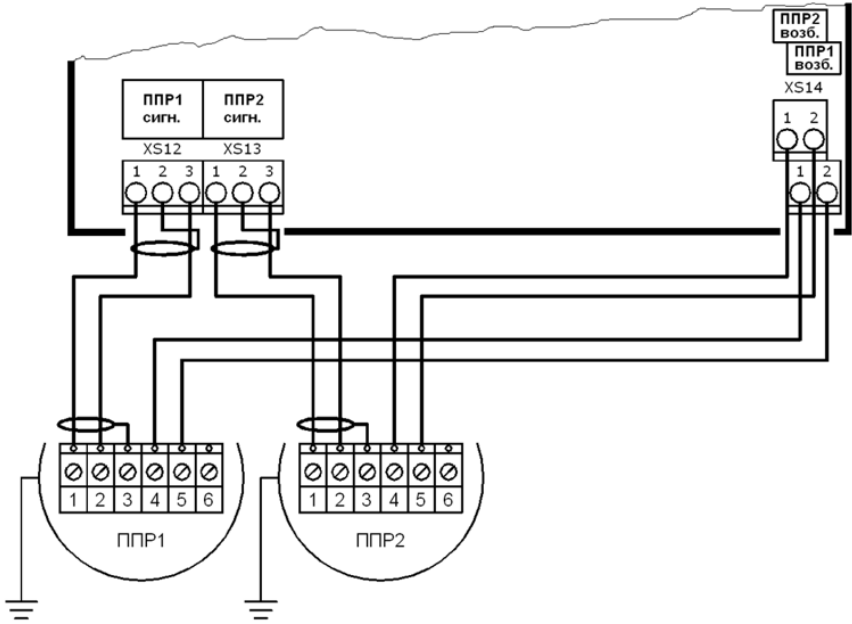 ППР2
возб.
ППР1
возб.
XS14
ППР1 ППР2
сигн. сигн.
XS12 XS13
1 2
1 2 3 1 2 3
1 2
1 2 3 4 5 6 1 2 3 4 5 6
ППР1 ППР2